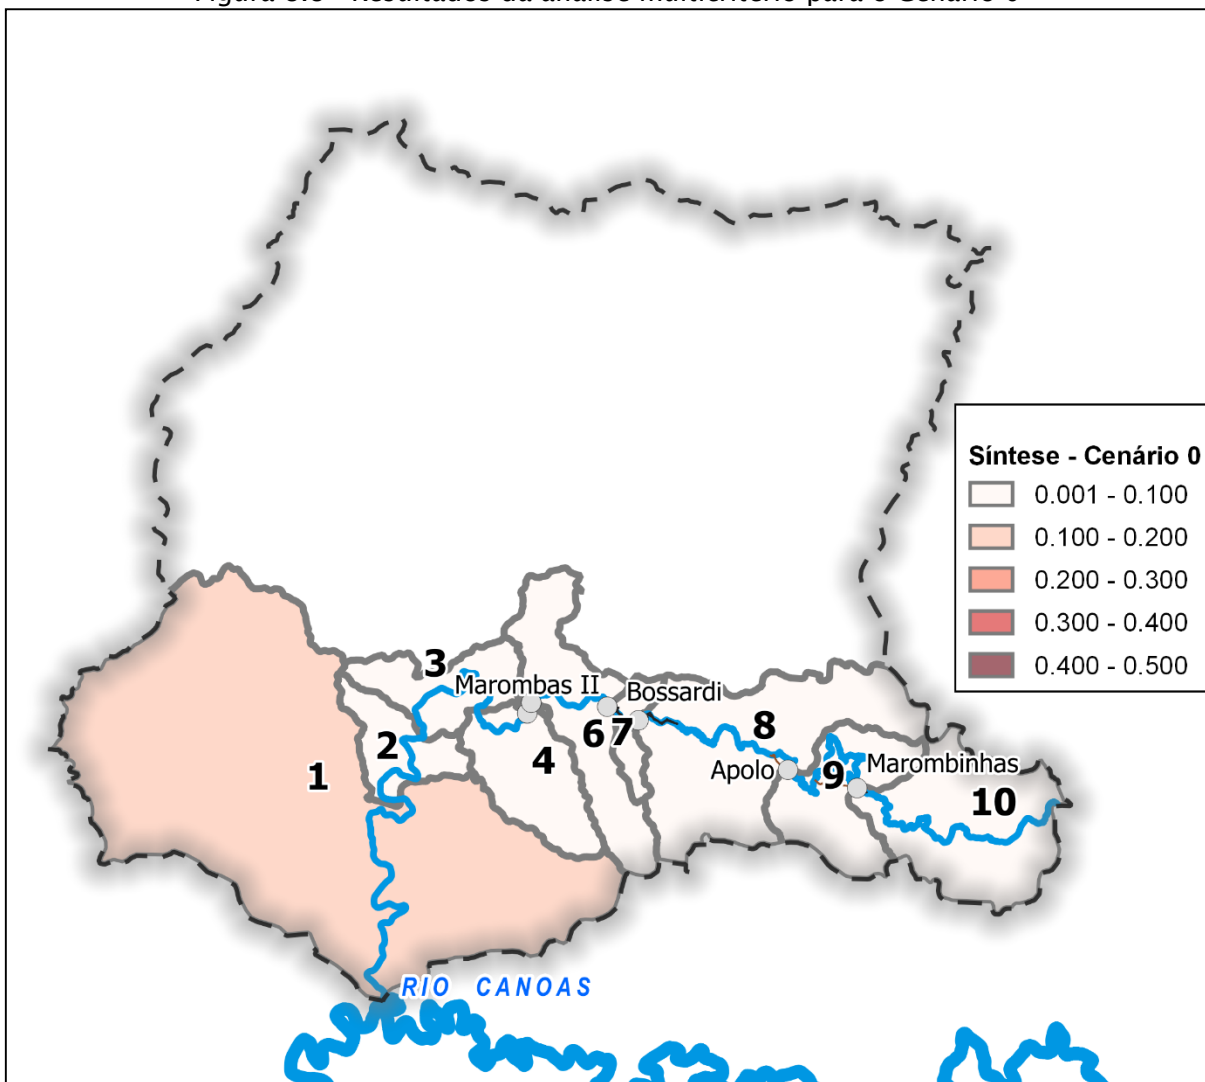 Síntese - Cenário 0
0.001 - 0.100
0.100 - 0.200
0.200 - 0.300
0.300 - 0.400
0.400 - 0.500
3
Marombas II
Bossardi
6
7
8
2
4
1
Apolo
9
Marombinhas
10
RIO CANOAS